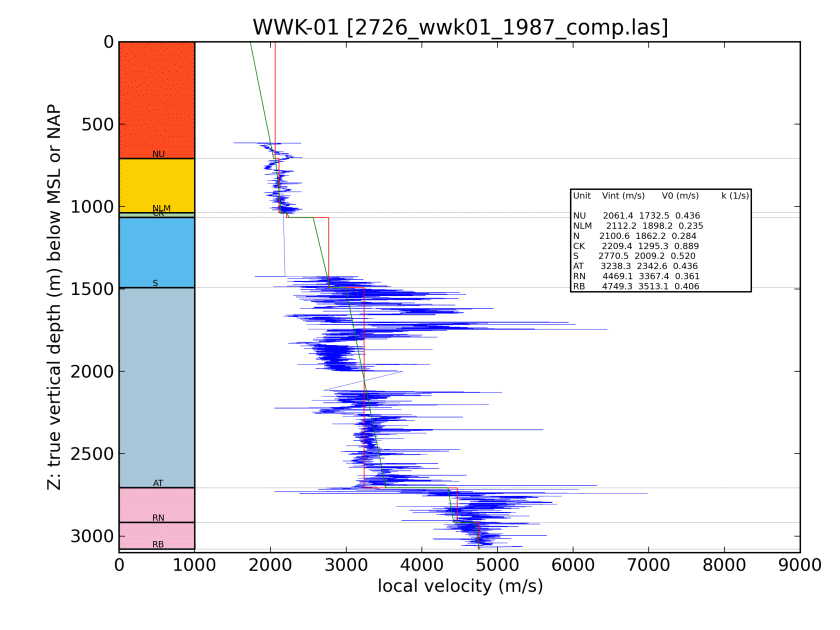 WWK-01 [2726_wwk01_1987_comp.las]
Z: true vertical depth (m) below MSL or NAP
0
500
1000
1500
2000
2500
3000
NU
NLM
CK
S
AT
RN
RB
Unit Vint (m/s) V0 (m/s) k (1/s)
NU 2061.4 1732.5 0.436
NLM 2112.2 1898.2 0.235
N 2100.6 1862.2 0.284
CK 2209.4 1295.3 0.889
S 2770.5 2009.2 0.520
AT 3238.3 2342.6 0.436
RN 4469.1 3367.4 0.361
RB 4749.3 3513.1 0.406
0 1000 2000 3000 4000 5000 6000 7000 8000 9000
local velocity (m/s)